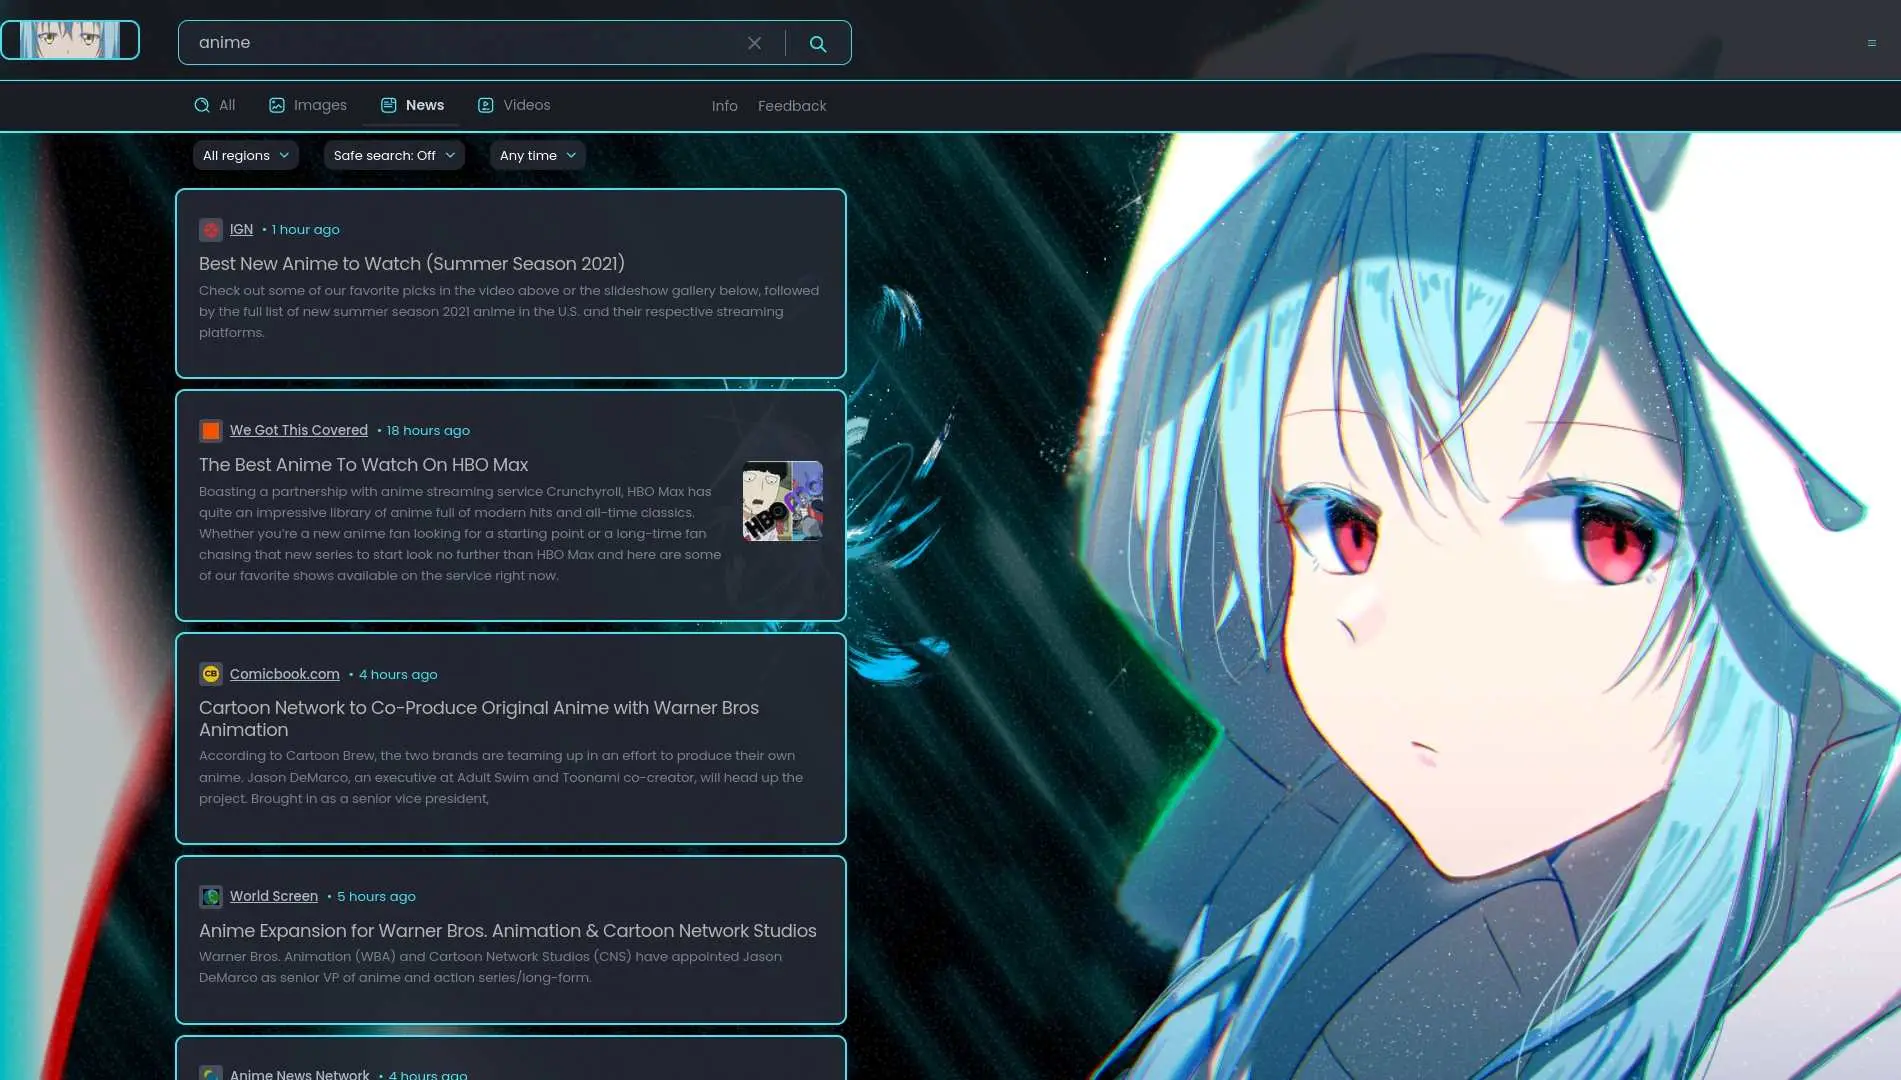 anime
All
Images
News
Videos
Info
Feedback
All regions
Safe search: Off
Any time
IGN • 1 hour ago
Best New Anime to Watch (Summer Season 2021)
Check out some of our favorite picks in the video above or the slideshow gallery below, followed
by the full list of new summer season 2021 anime in the U.S. and their respective streaming
platforms.
We Got This Covered • 18 hours ago
The Best Anime To Watch On HBO Max
Boasting a partnership with anime streaming service Crunchyroll, HBO Max has
quite an impressive library of anime full of modern hits and all-time classics.
Whether you're a new anime fan looking for a starting point or a long-time fan
chasing that new series to start look no further than HBO Max and here are some
of our favorite shows available on the service right now.
HBO
CB Comicbook.com • 4 hours ago
Cartoon Network to Co-Produce Original Anime with Warner Bros
Animation
According to Cartoon Brew, the two brands are teaming up in an effort to produce their own
anime. Jason DeMarco, an executive at Adult Swim and Toonami co-creator, will head up the
project. Brought in as a senior vice president,
World Screen • 5 hours ago
Anime Expansion for Warner Bros. Animation & Cartoon Network Studios
Warner Bros. Animation (WBA) and Cartoon Network Studios (CNS) have appointed Jason
DeMarco as senior VP of anime and action series/long-form.
Anime News Network • 4 hours ago